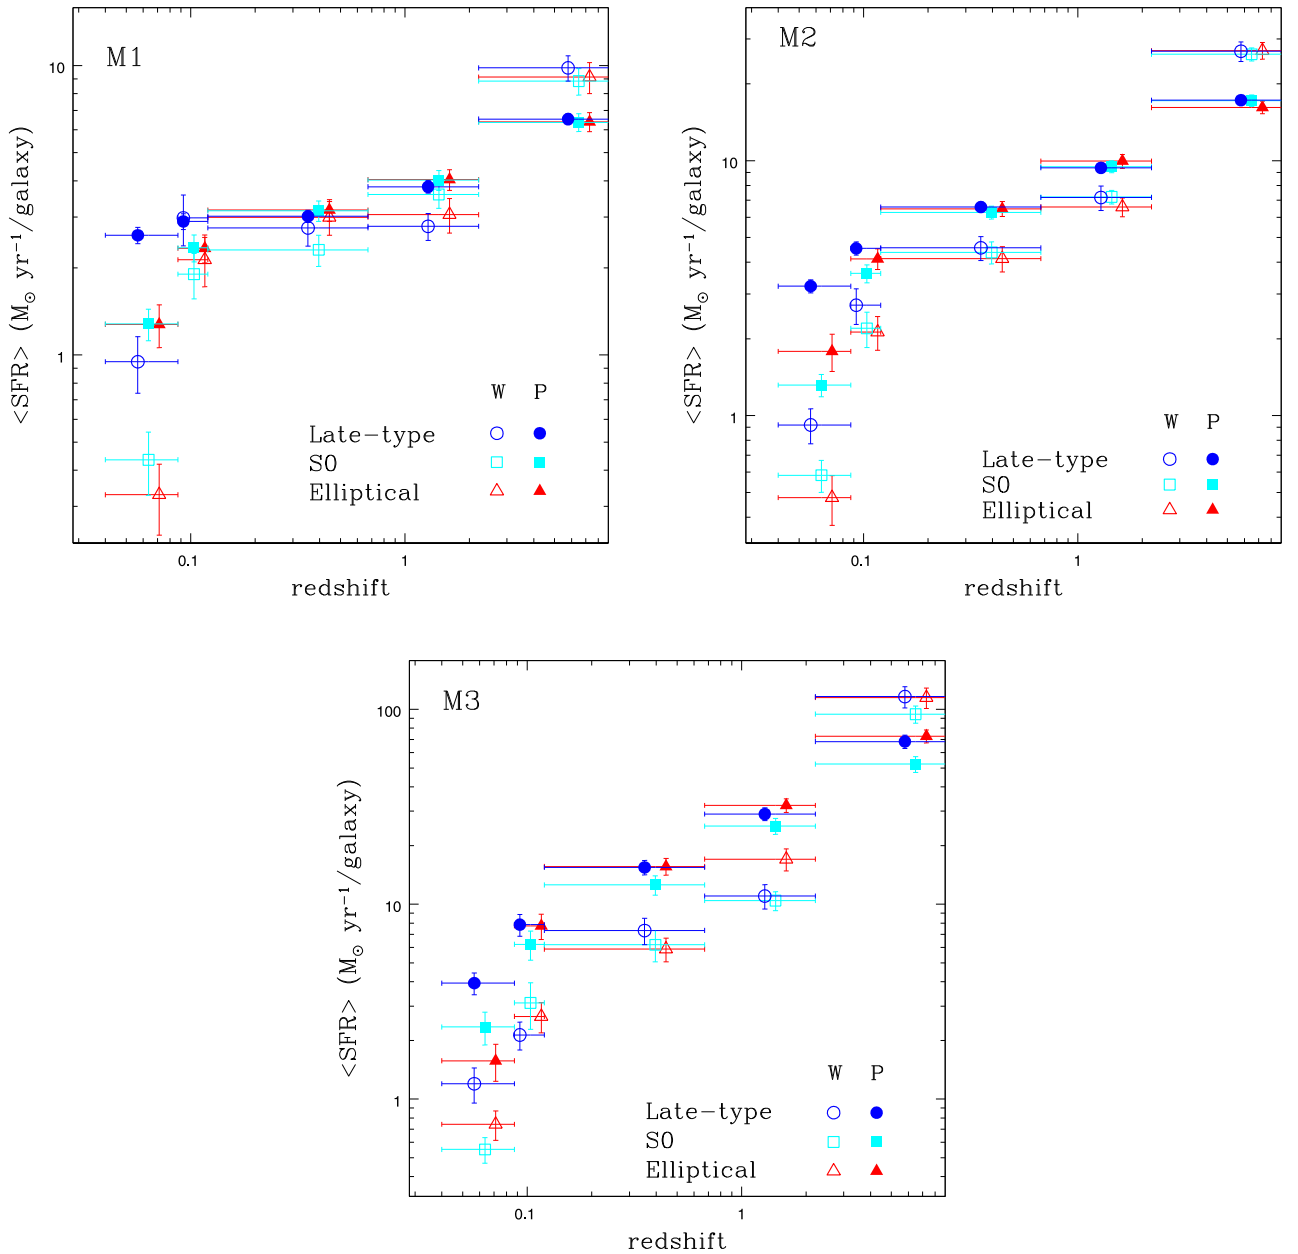 M1
10
1
<SFR> (M⊙ yr−1/galaxy)
W P
Late−type
S0
Elliptical
0.1 1
redshift
M2
10
1
<SFR> (M⊙ yr−1/galaxy)
W P
Late−type
S0
Elliptical
0.1 1
redshift
M3
100
10
1
<SFR> (M⊙ yr−1/galaxy)
W P
Late−type
S0
Elliptical
0.1 1
redshift